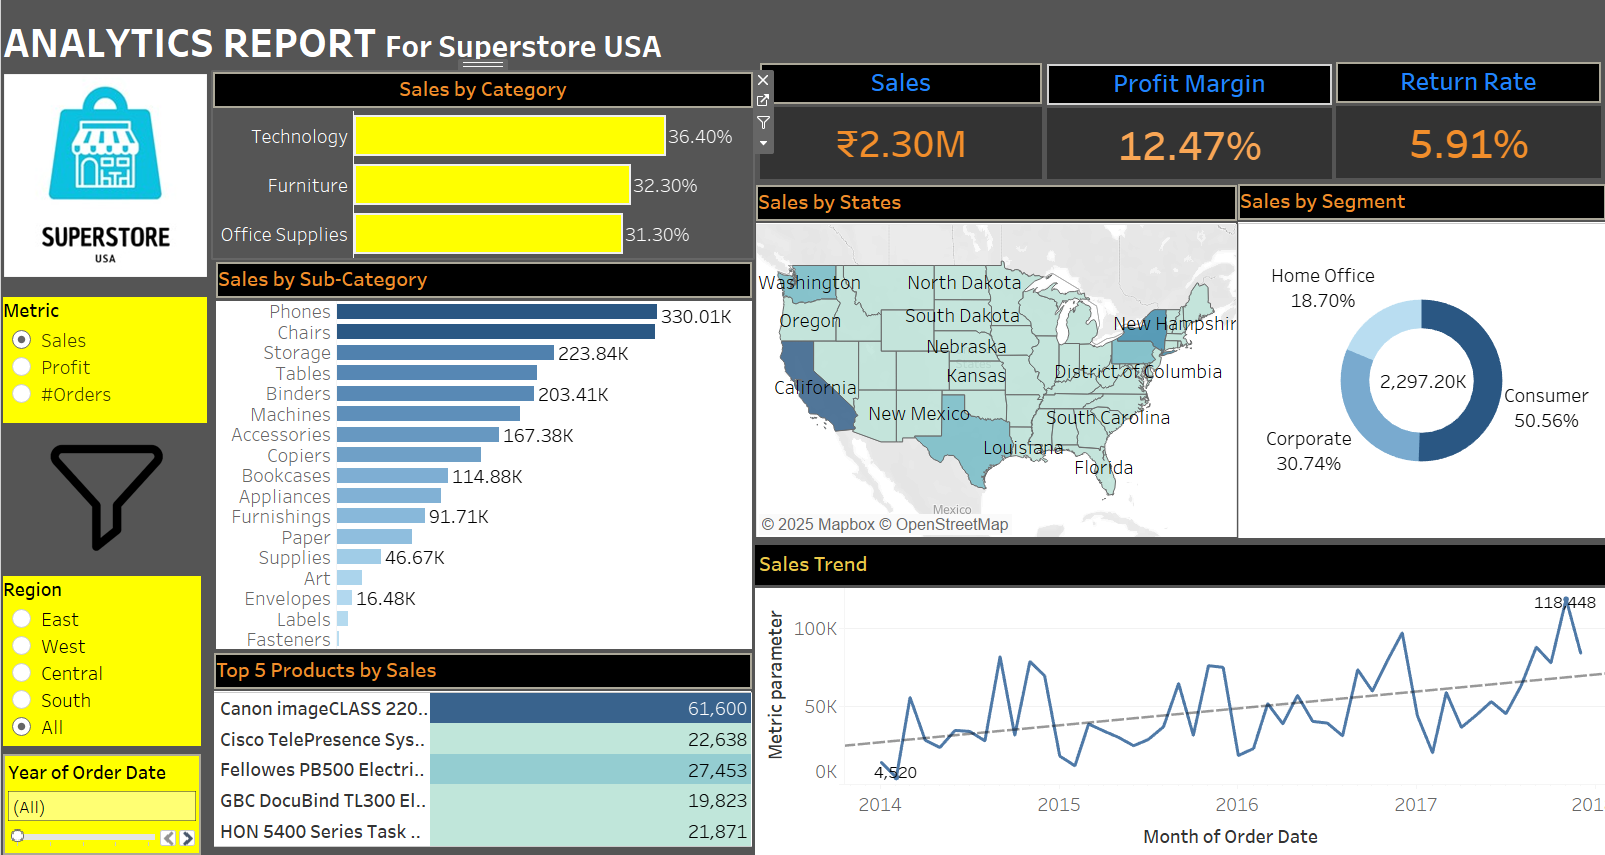 ANALYTICS REPORT For Superstore USA
SUPERSTORE
USA
Metric
Sales
Profit
#Orders
Region
East
West
Central
South
All
Year of Order Date
(All)
Sales by Category
Technology 36.40%
Furniture 32.30%
Office Supplies 31.30%
Sales by Sub-Category
Phones 330.01K
Chairs
Storage 223.84K
Tables
Binders 203.41K
Machines
Accessories 167.38K
Copiers
Bookcases 114.88K
Appliances
Furnishings 91.71K
Paper
Supplies 46.67K
Art
Envelopes 16.48K
Labels
Fasteners
Top 5 Products by Sales
Canon imageCLASS 220.. 61,600
Cisco TelePresence Sys.. 22,638
Fellowes PB500 Electri.. 27,453
GBC DocuBind TL300 El.. 19,823
HON 5400 Series Task .. 21,871
Sales
₹2.30M
Profit Margin
12.47%
Return Rate
5.91%
Sales by States
Washington
North Dakota
Oregon
South Dakota
New Hampshir
Nebraska
Kansas
District of Columbia
California
New Mexico
South Carolina
Louisiana
Florida
Mexico
© 2025 Mapbox © OpenStreetMap
Sales by Segment
Home Office
18.70%
2,297.20K
Consumer
50.56%
Corporate
30.74%
Sales Trend
Metric parameter
100K
50K
0K
118,448
4,520
2014 2015 2016 2017 201
Month of Order Date